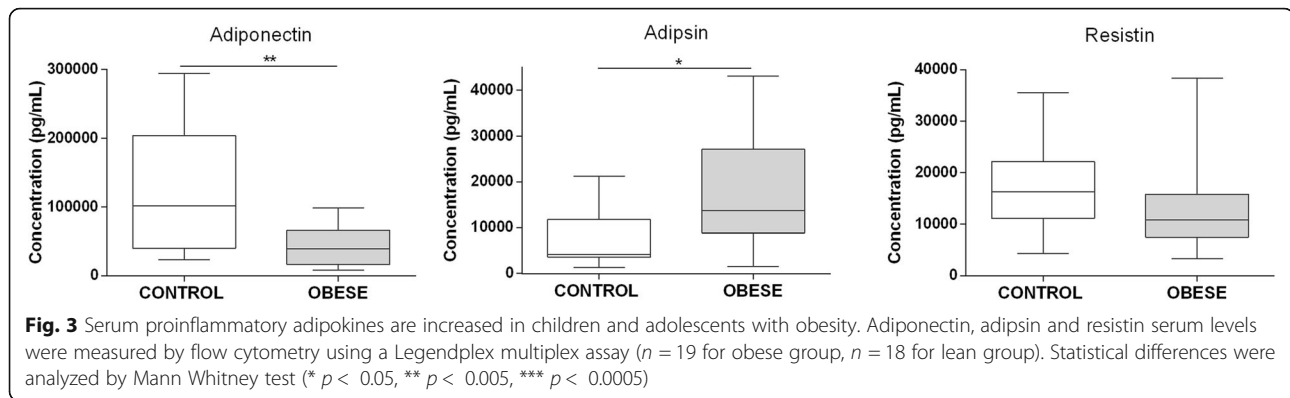 Adiponectin
Adipsin
Resistin
Concentration (pg/mL)
300000
200000
100000
0
**
CONTROL
OBESE
Concentration (pg/mL)
40000
30000
20000
10000
0
*
CONTROL
OBESE
Concentration (pg/mL)
40000
30000
20000
10000
0
CONTROL
OBESE
Fig. 3 Serum proinflammatory adipokines are increased in children and adolescents with obesity. Adiponectin, adipsin and resistin serum levels
were measured by flow cytometry using a Legendplex multiplex assay (n = 19 for obese group, n = 18 for lean group). Statistical differences were
analyzed by Mann Whitney test (* p < 0.05, ** p < 0.005, *** p < 0.0005)